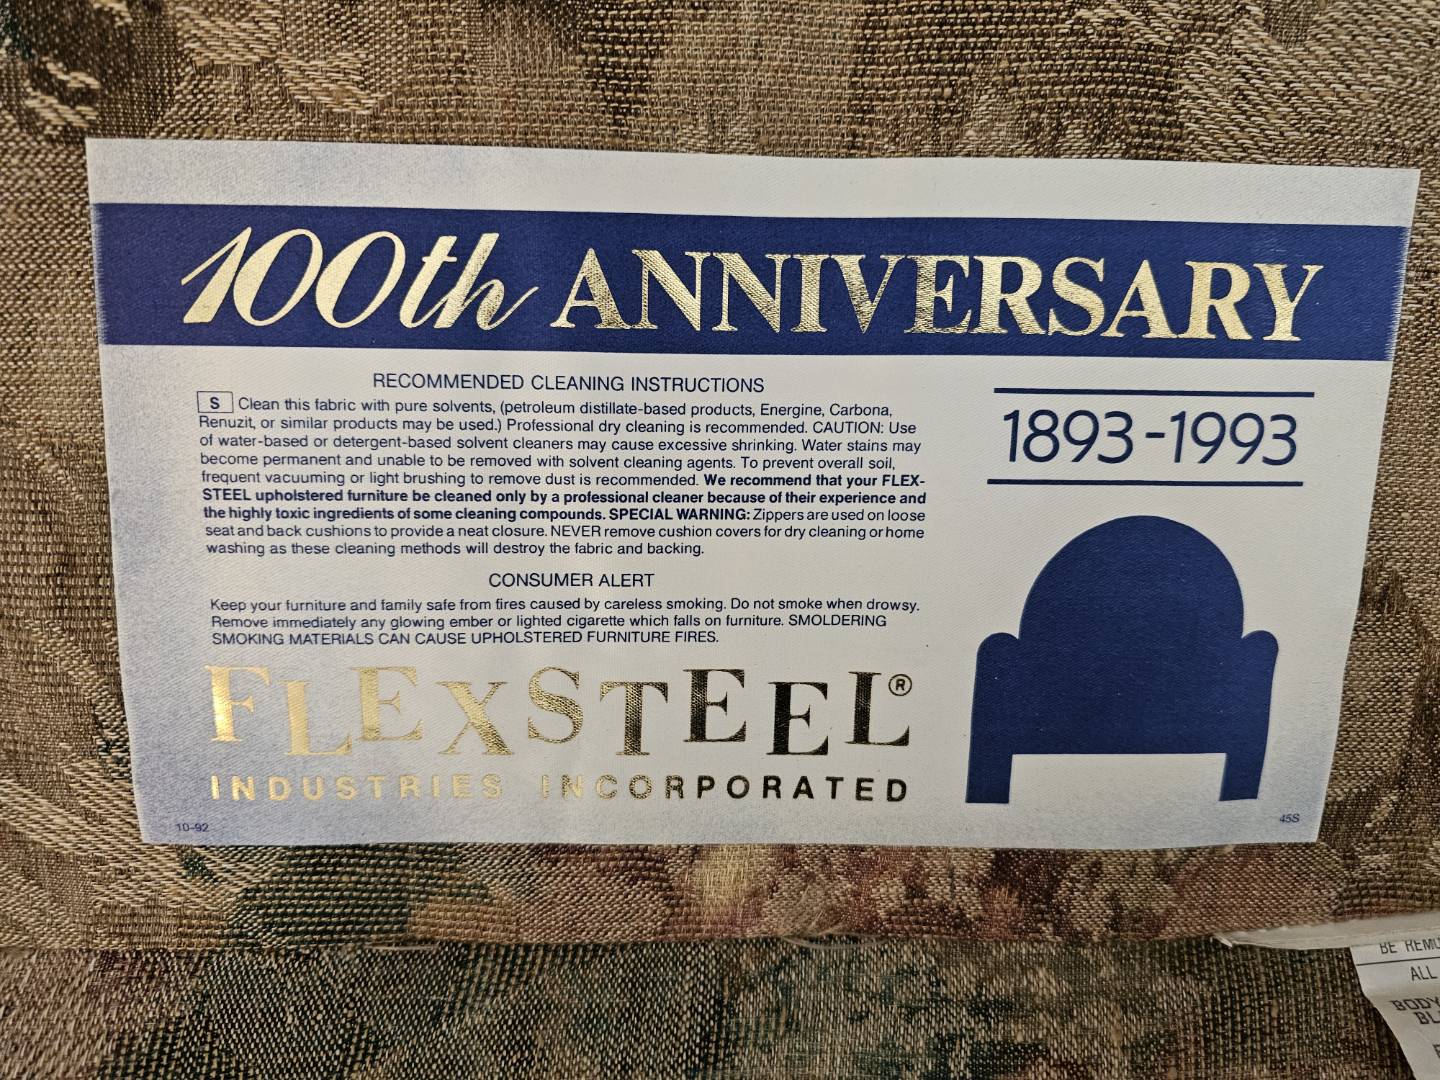 100th ANNIVERSARY
RECOMMENDED CLEANING INSTRUCTIONS
S Clean this fabric with pure solvents, (petroleum distillate-based products, Energine, Carbona,
Renuzit, or similar products may be used.) Professional dry cleaning is recommended. CAUTION: Use
of water-based or detergent-based solvent cleaners may cause excessive shrinking. Water stains may
become permanent and unable to be removed with solvent cleaning agents. To prevent overall soil,
frequent vacuuming or light brushing to remove dust is recommended. We recommend that your FLEX-
STEEL upholstered furniture be cleaned only by a professional cleaner because of their experience and
the highly toxic ingredients of some cleaning compounds. SPECIAL WARNING: Zippers are used on loose
seat and back cushions to provide a neat closure. NEVER remove cushion covers for dry cleaning or home
washing as these cleaning methods will destroy the fabric and backing.
CONSUMER ALERT
Keep your furniture and family safe from fires caused by careless smoking. Do not smoke when drowsy.
Remove immediately any glowing ember or lighted cigarette which falls on furniture. SMOLDERING
SMOKING MATERIALS CAN CAUSE UPHOLSTERED FURNITURE FIRES.
FLEXSTEEL®
INDUSTRIES INCORPORATED
10-92
1893-1993
45S
BE
ALL
BODY